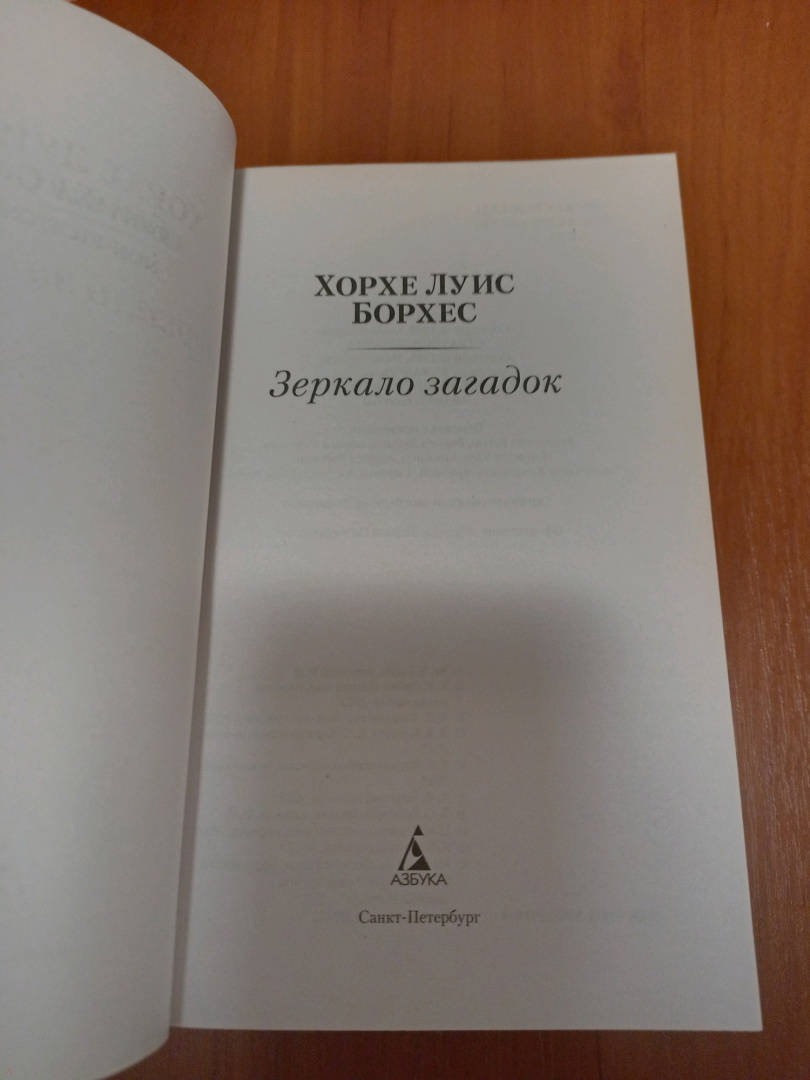 ХОРХЕ ЛУИС
БОРХЕС
Зеркало загадок
АЗБУКА
Санкт-Петербург